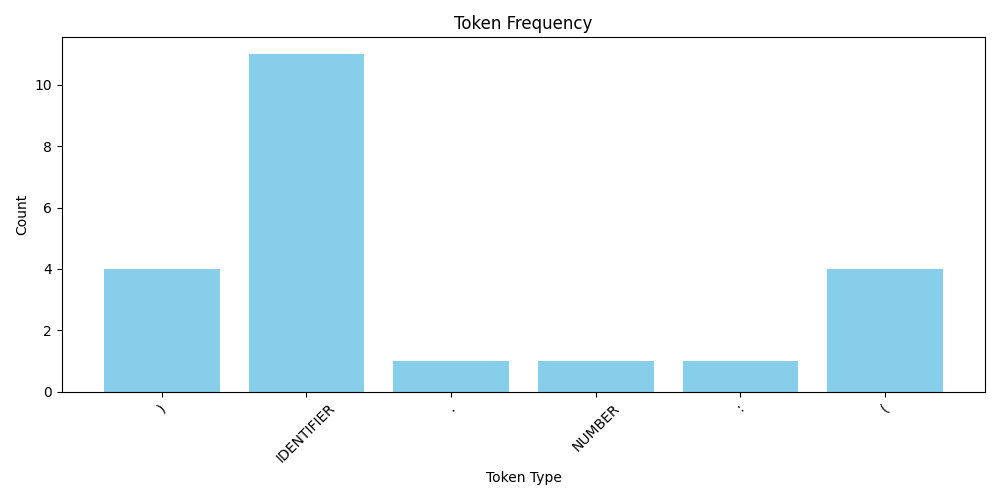 Token Frequency
Count
10
8
6
4
2
0
)
IDENTIFIER
.
NUMBER
:
(
Token Type